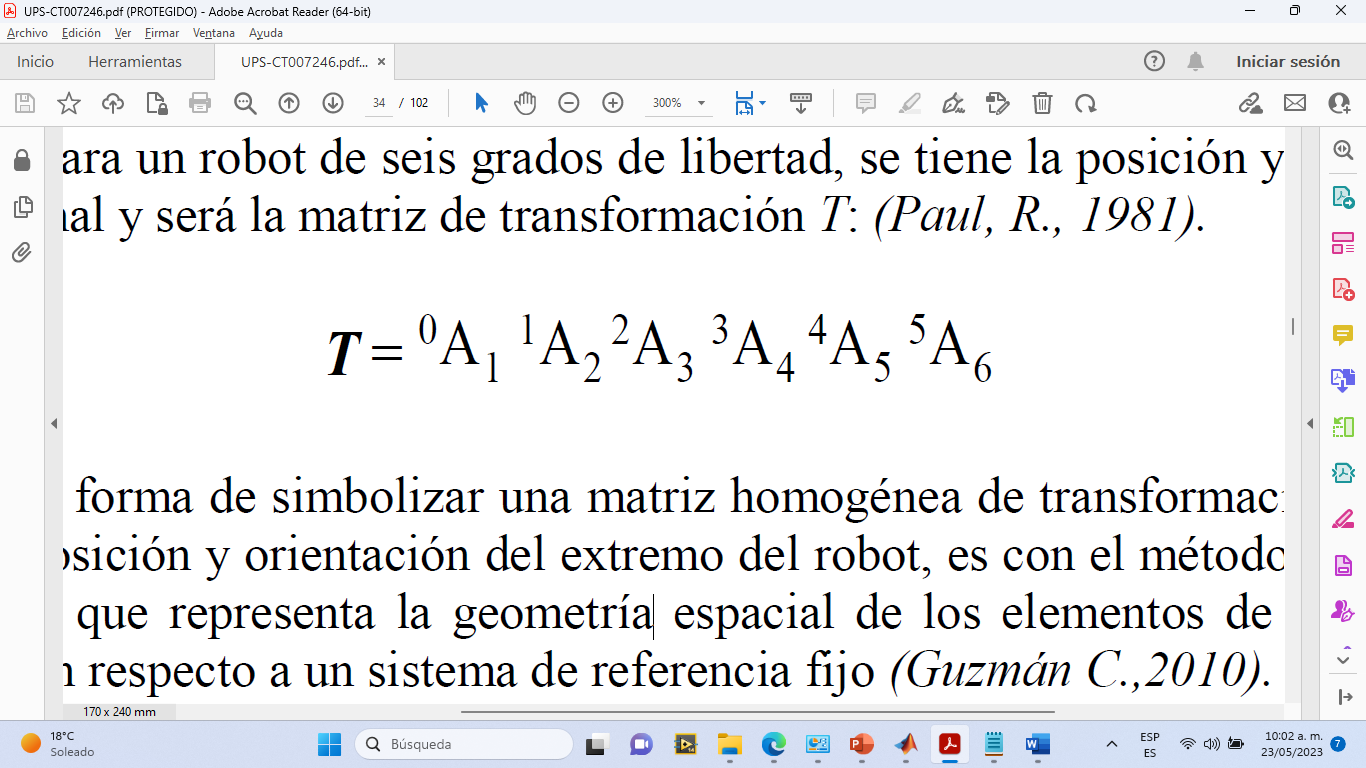 UPS-CT007246.pdf (PROTEGIDO) - Adobe Acrobat Reader (64-bit)
Archivo Edición Ver Firmar Ventana Ayuda
Inicio Herramientas UPS-CT007246.pdf... × Iniciar sesión
34 / 102 300%
ara un robot de seis grados de libertad, se tiene la posición y
al y será la matriz de transformación T: (Paul, R., 1981).
T = ⁰A₁ ¹A₂ ²A₃ ³A₄ ⁴A₅ ⁵A₆
forma de simbolizar una matriz homogénea de transformaci
osición y orientación del extremo del robot, es con el método
que representa la geometría espacial de los elementos de
n respecto a un sistema de referencia fijo (Guzmán C.,2010).
170 x 240 mm
18°C
Soleado
Búsqueda
ESP
ES
10:02 a. m.
23/05/2023
7